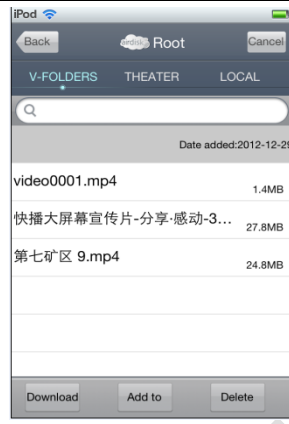 iPod
Back
airdisk
Root
Cancel
V-FOLDERS
THEATER
LOCAL
Date added:2012-12-29
video0001.mp4
1.4MB
快播大屏幕宣传片-分享·感动-3...
27.8MB
第七矿区 9.mp4
24.8MB
Download
Add to
Delete